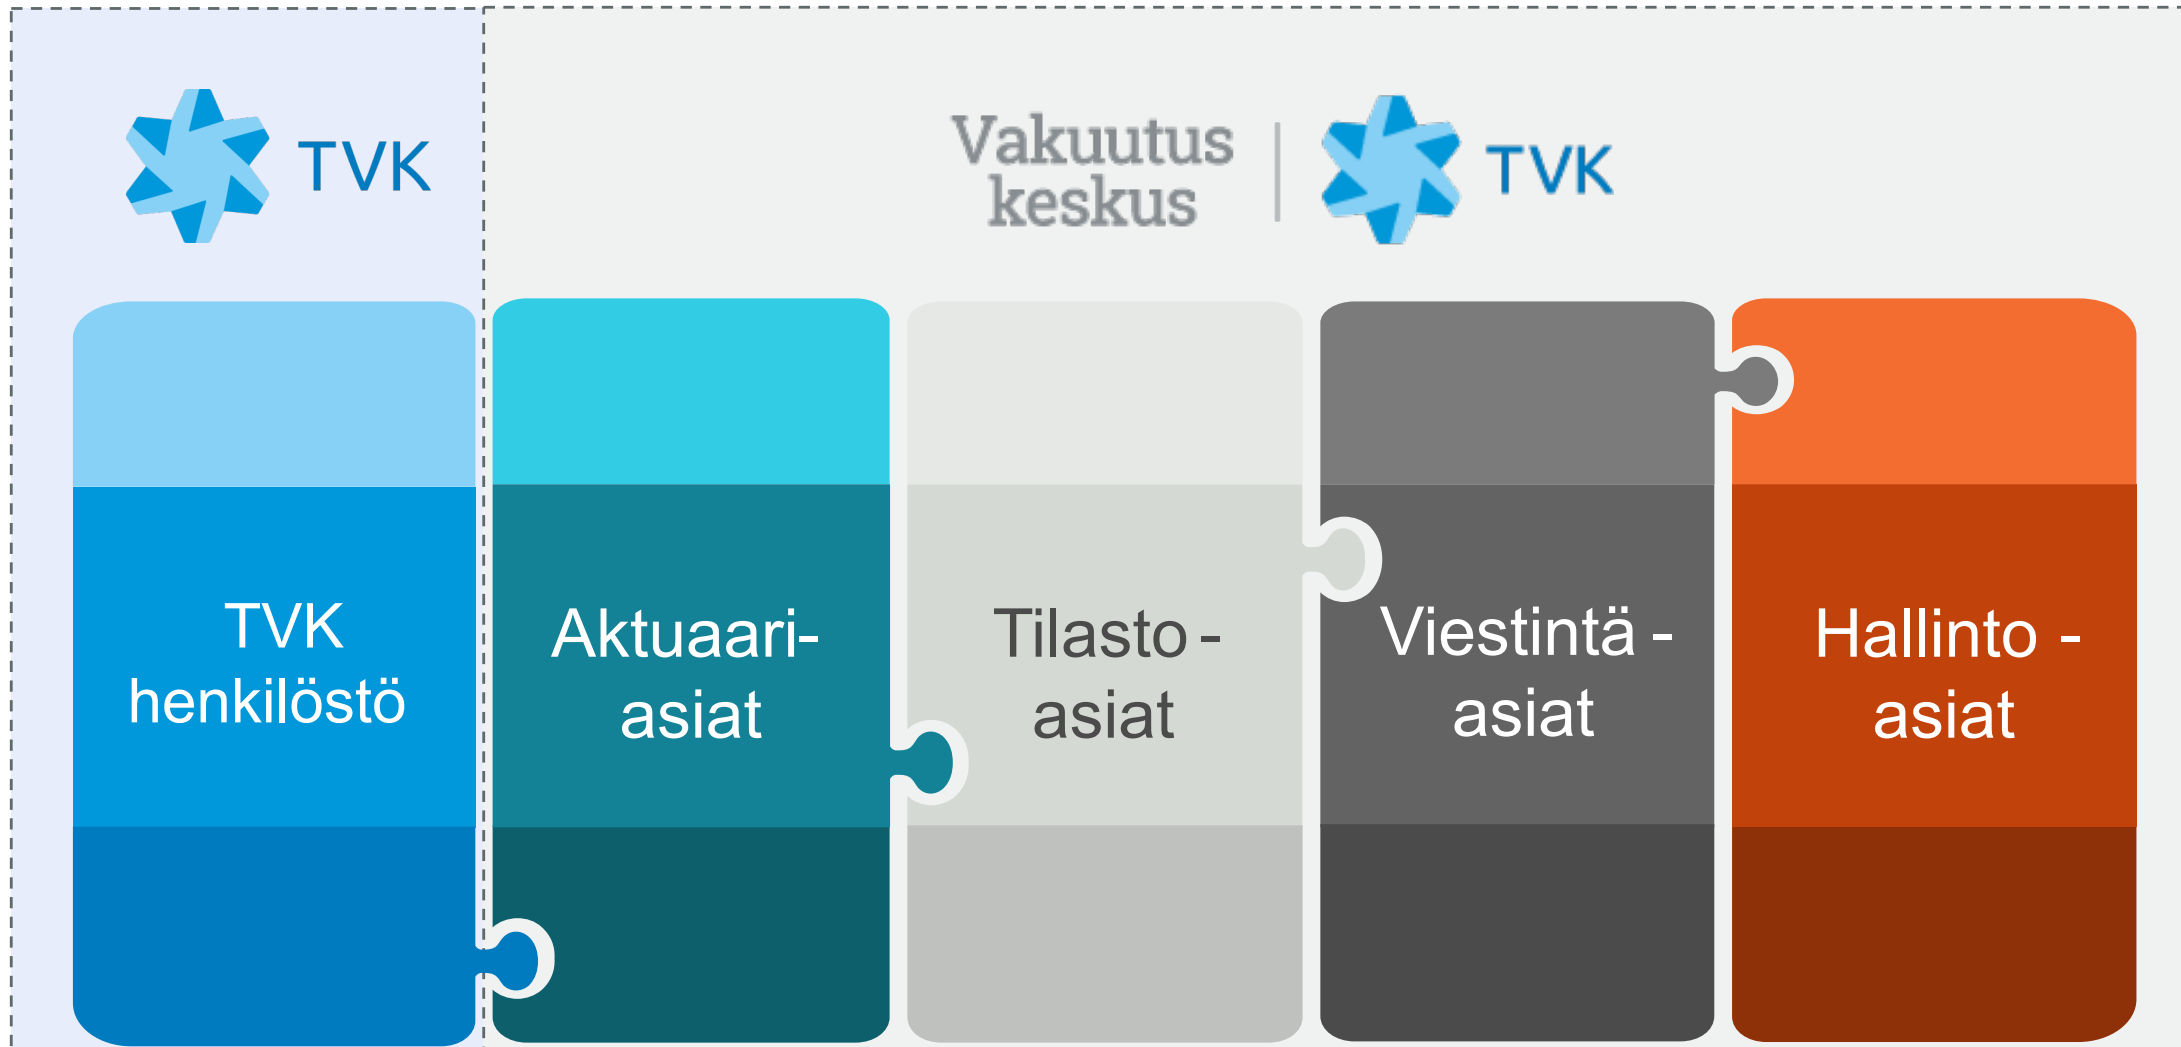 TVK
Vakuutus
keskus
TVK
TVK
henkilöstö
Aktuaari-
asiat
Tilasto -
asiat
Viestintä -
asiat
Hallinto -
asiat